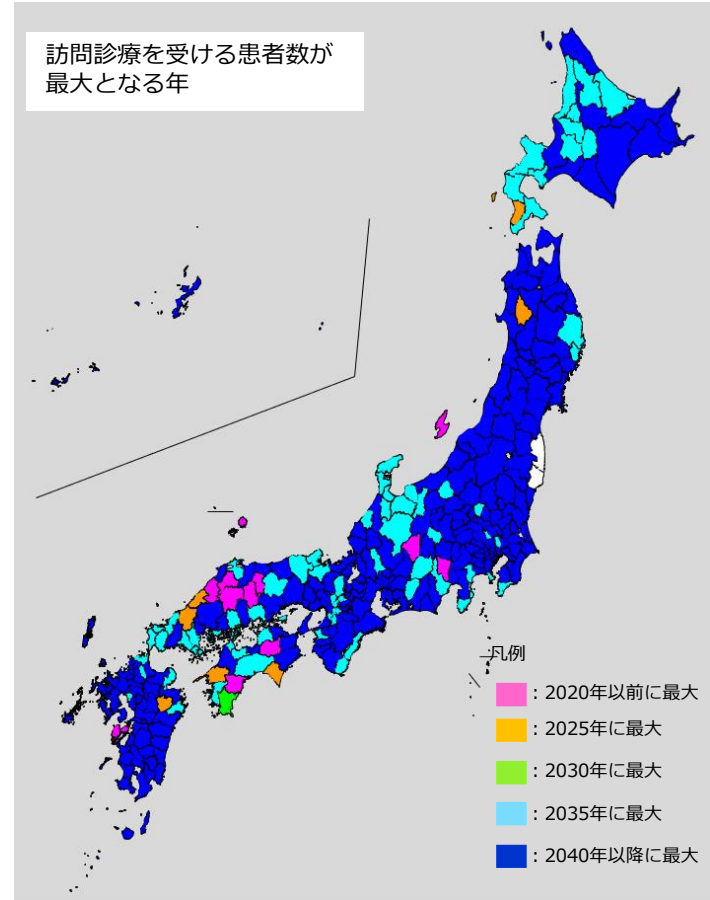 訪問診療を受ける患者数が
最大となる年
凡例
：2020年以前に最大
：2025年に最大
：2030年に最大
：2035年に最大
：2040年以降に最大